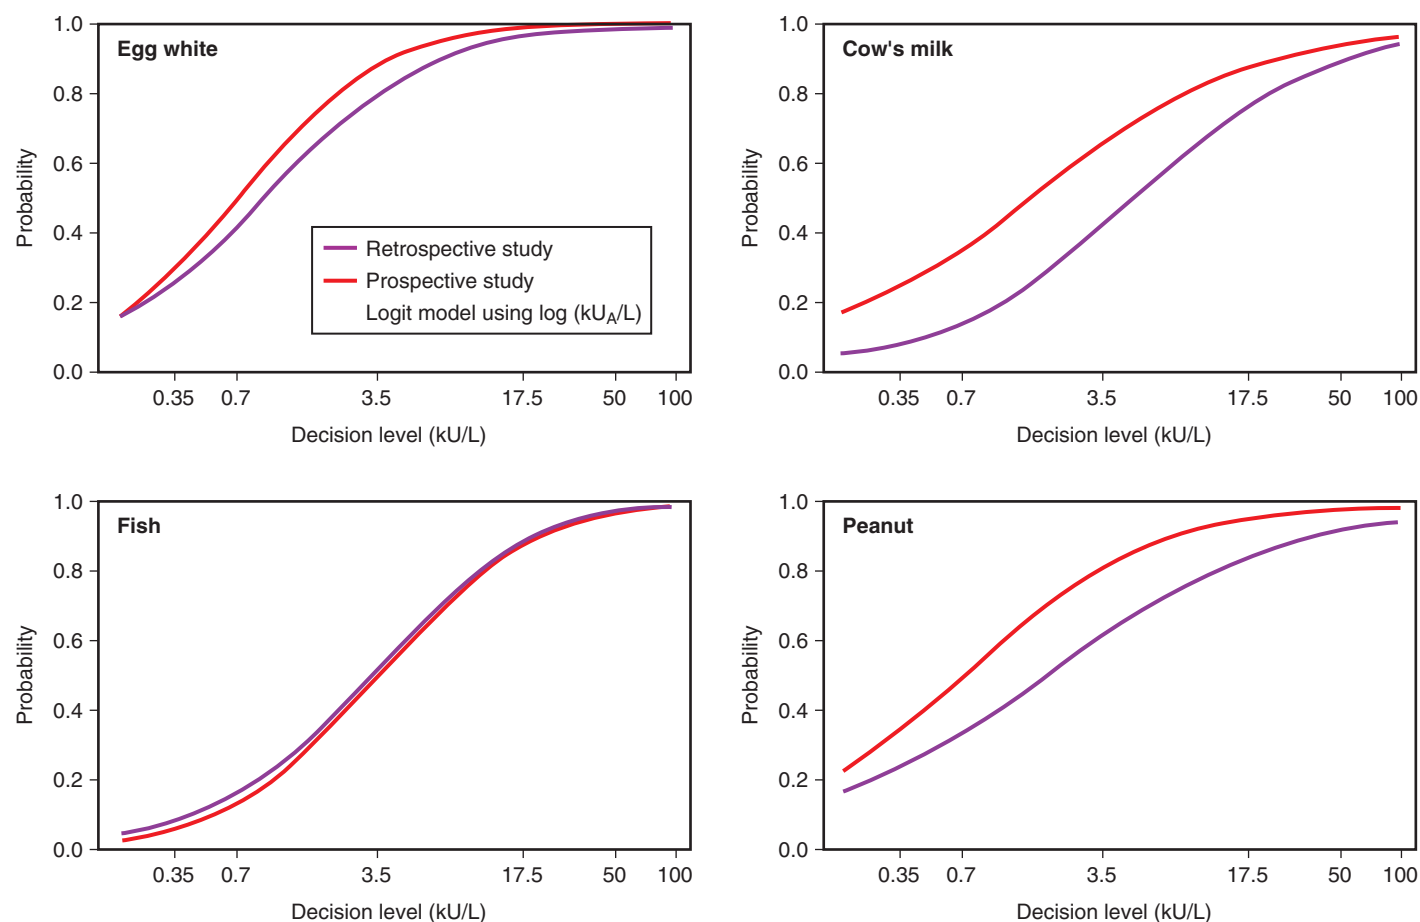 Egg white
Probability
1.0
0.8
0.6
0.4
0.2
0.0
Retrospective study
Prospective study
Logit model using log (kU_A/L)
0.35 0.7 3.5 17.5 50 100
Decision level (kU/L)
Cow's milk
Probability
1.0
0.8
0.6
0.4
0.2
0.0
0.35 0.7 3.5 17.5 50 100
Decision level (kU/L)
Fish
Probability
1.0
0.8
0.6
0.4
0.2
0.0
0.35 0.7 3.5 17.5 50 100
Decision level (kU/L)
Peanut
Probability
1.0
0.8
0.6
0.4
0.2
0.0
0.35 0.7 3.5 17.5 50 100
Decision level (kU/L)